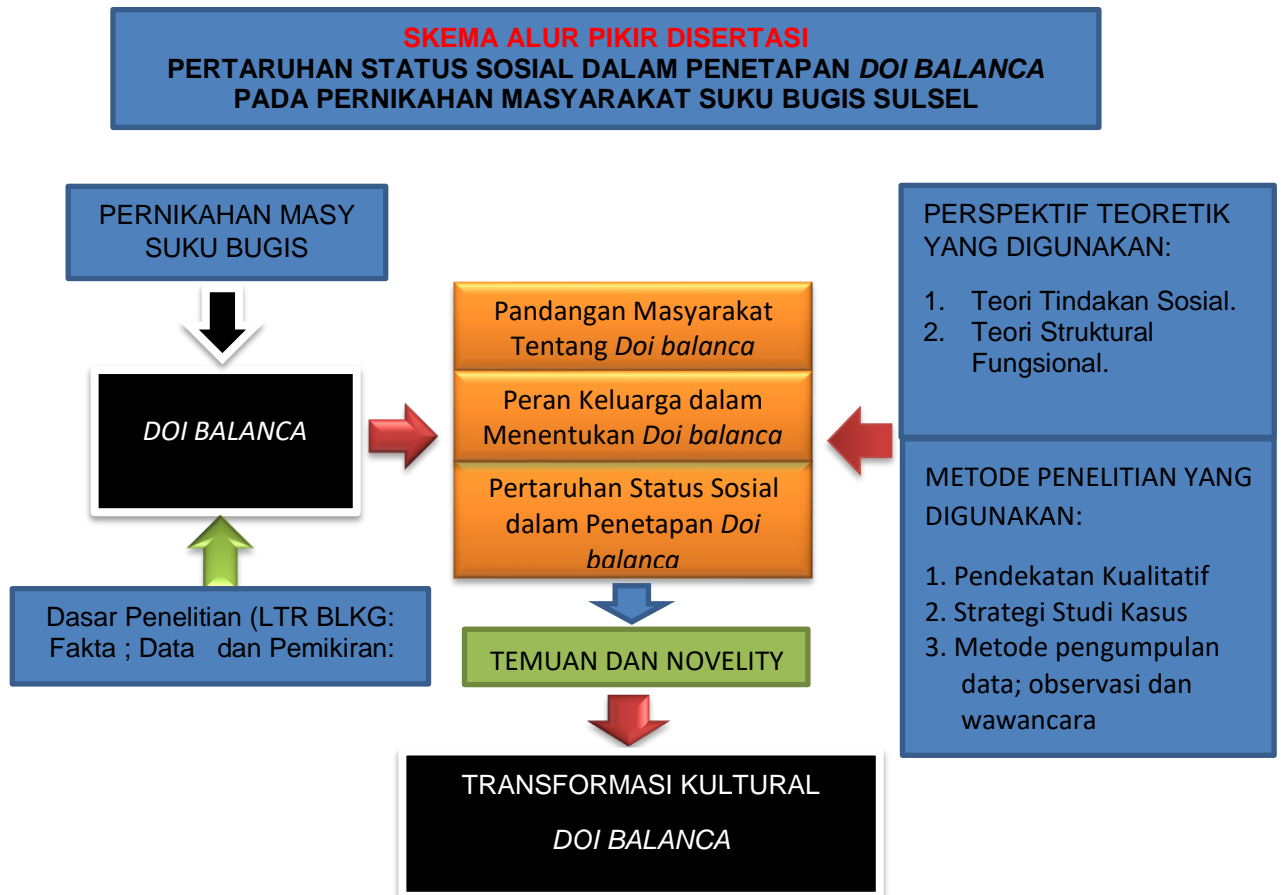 SKEMA ALUR PIKIR DISERTASI
PERTARUHAN STATUS SOSIAL DALAM PENETAPAN DOI BALANCA
PADA PERNIKAHAN MASYARAKAT SUKU BUGIS SULSEL
PERNIKAHAN MASY
SUKU BUGIS
DOI BALANCA
Dasar Penelitian (LTR BLKG:
Fakta ; Data dan Pemikiran:
Pandangan Masyarakat
Tentang Doi balanca
Peran Keluarga dalam
Menentukan Doi balanca
Pertaruhan Status Sosial
dalam Penetapan Doi
balanca
TEMUAN DAN NOVELITY
TRANSFORMASI KULTURAL
DOI BALANCA
PERSPEKTIF TEORETIK
YANG DIGUNAKAN:
1. Teori Tindakan Sosial.
2. Teori Struktural
Fungsional.
METODE PENELITIAN YANG
DIGUNAKAN:
1. Pendekatan Kualitatif
2. Strategi Studi Kasus
3. Metode pengumpulan
data; observasi dan
wawancara